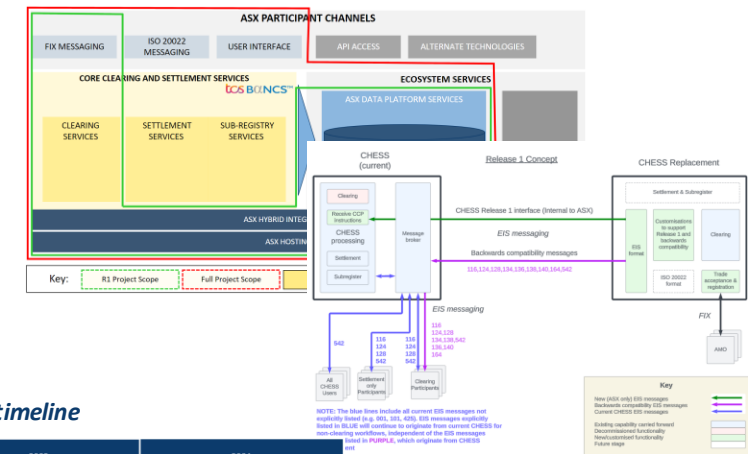 ASX PARTICIPANT CHANNELS
FIX MESSAGING
ISO 20022
MESSAGING
USER INTERFACE
API ACCESS
ALTERNATE TECHNOLOGIES
CORE CLEARING AND SETTLEMENT SERVICES
tcs BαNCS™
ECOSYSTEM SERVICES
ASX DATA PLATFORM SERVICES
CLEARING
SERVICES
SETTLEMENT
SERVICES
SUB-REGISTRY
SERVICES
ASX HYBRID INTEG
ASX HOSTIN
Key:
R1 Project Scope
Full Project Scope
CHESS
(current)
Release 1 Concept
CHESS Replacement
Clearing
Receive CCP
Instructions
CHESS
processing
Settlement
Subregister
Message
broker
CHESS Release 1 interface (Internal to ASX)
EIS messaging
Backwards compatibility messages
116,124,128,134,136,138,140,164,542
Settlement & Subregister
EIS
format
Customisations
to support
Release 1 and
backwards
compatibility
Clearing
ISO 20022
format
Trade
acceptance &
registration
EIS messaging
542
116
124
128
542
116
124
128
542
116
124,128
134,138,542
136,140
164
FIX
AMO
All
CHESS
Users
Settlement
only
Participants
Clearing
Participants
NOTE: The blue lines include all current EIS messages not
explicitly listed (e.g. 001, 101, 425). EIS messages explicitly
listed in BLUE will continue to originate from current CHESS for
non-clearing workflows, independent of the EIS messages
listed in PURPLE, which originate from CHESS
ent
Key
New (ASX only) EIS messages
Backwards compatibility EIS messages
Current CHESS EIS messages
Existing capability carried forward
Decommissioned functionality
New/customised functionality
Future stage
timeline